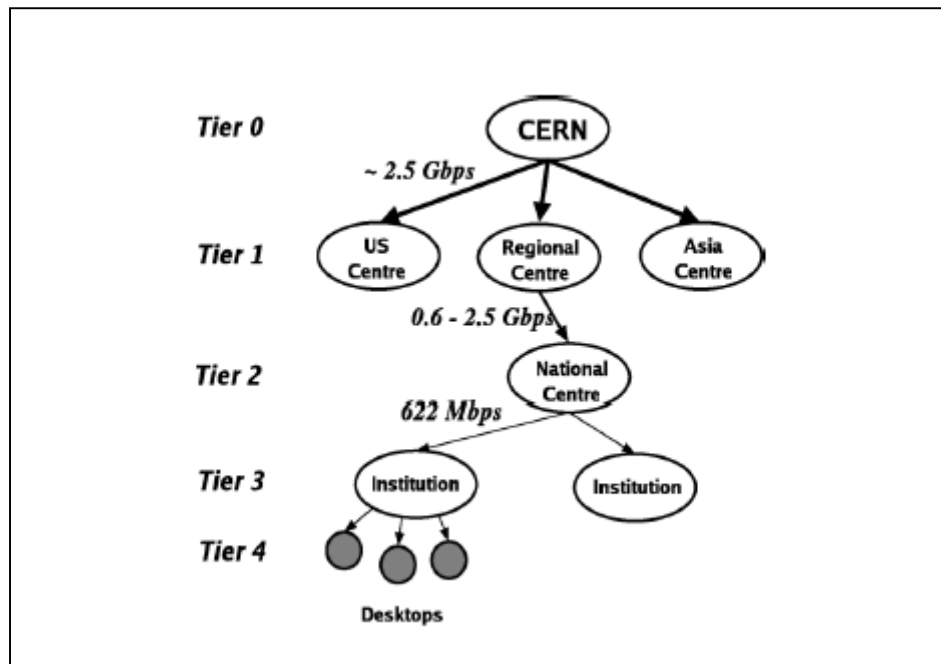 Tier 0
CERN
~ 2.5 Gbps
Tier 1
US
Centre
Regional
Centre
Asia
Centre
0.6 - 2.5 Gbps
Tier 2
National
Centre
622 Mbps
Tier 3
Institution
Institution
Tier 4
Desktops